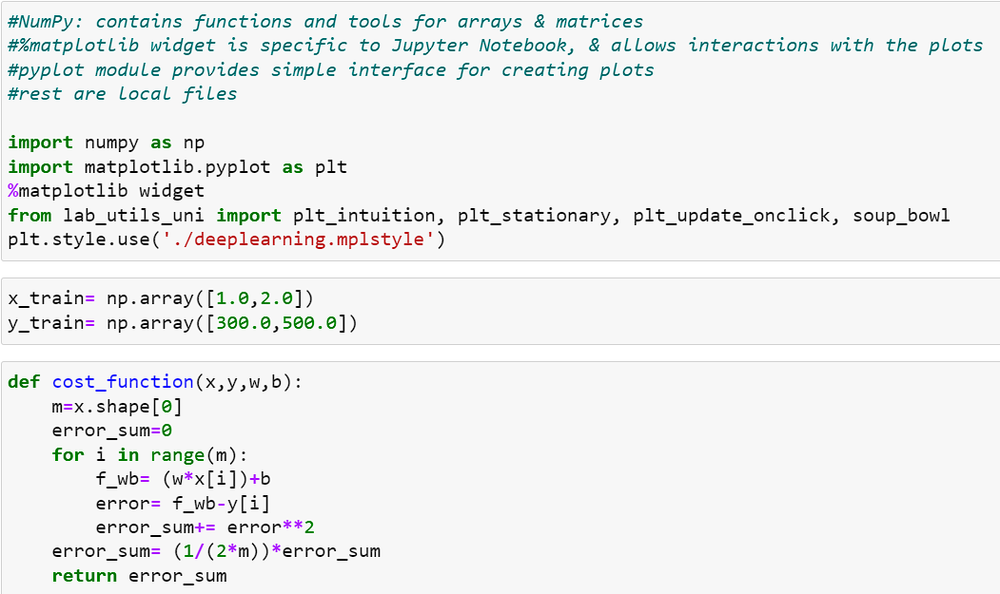 #NumPy: contains functions and tools for arrays & matrices
#%matplotlib widget is specific to Jupyter Notebook, & allows interactions with the plots
#pyplot module provides simple interface for creating plots
#rest are local files
import numpy as np
import matplotlib.pyplot as plt
%matplotlib widget
from lab_utils_uni import plt_intuition, plt_stationary, plt_update_onclick, soup_bowl
plt.style.use('./deeplearning.mplstyle')
x_train= np.array([1.0,2.0])
y_train= np.array([300.0,500.0])
def cost_function(x,y,w,b):
    m=x.shape[0]
    error_sum=0
    for i in range(m):
        f_wb= (w*x[i])+b
        error= f_wb-y[i]
        error_sum+= error**2
    error_sum= (1/(2*m))*error_sum
    return error_sum